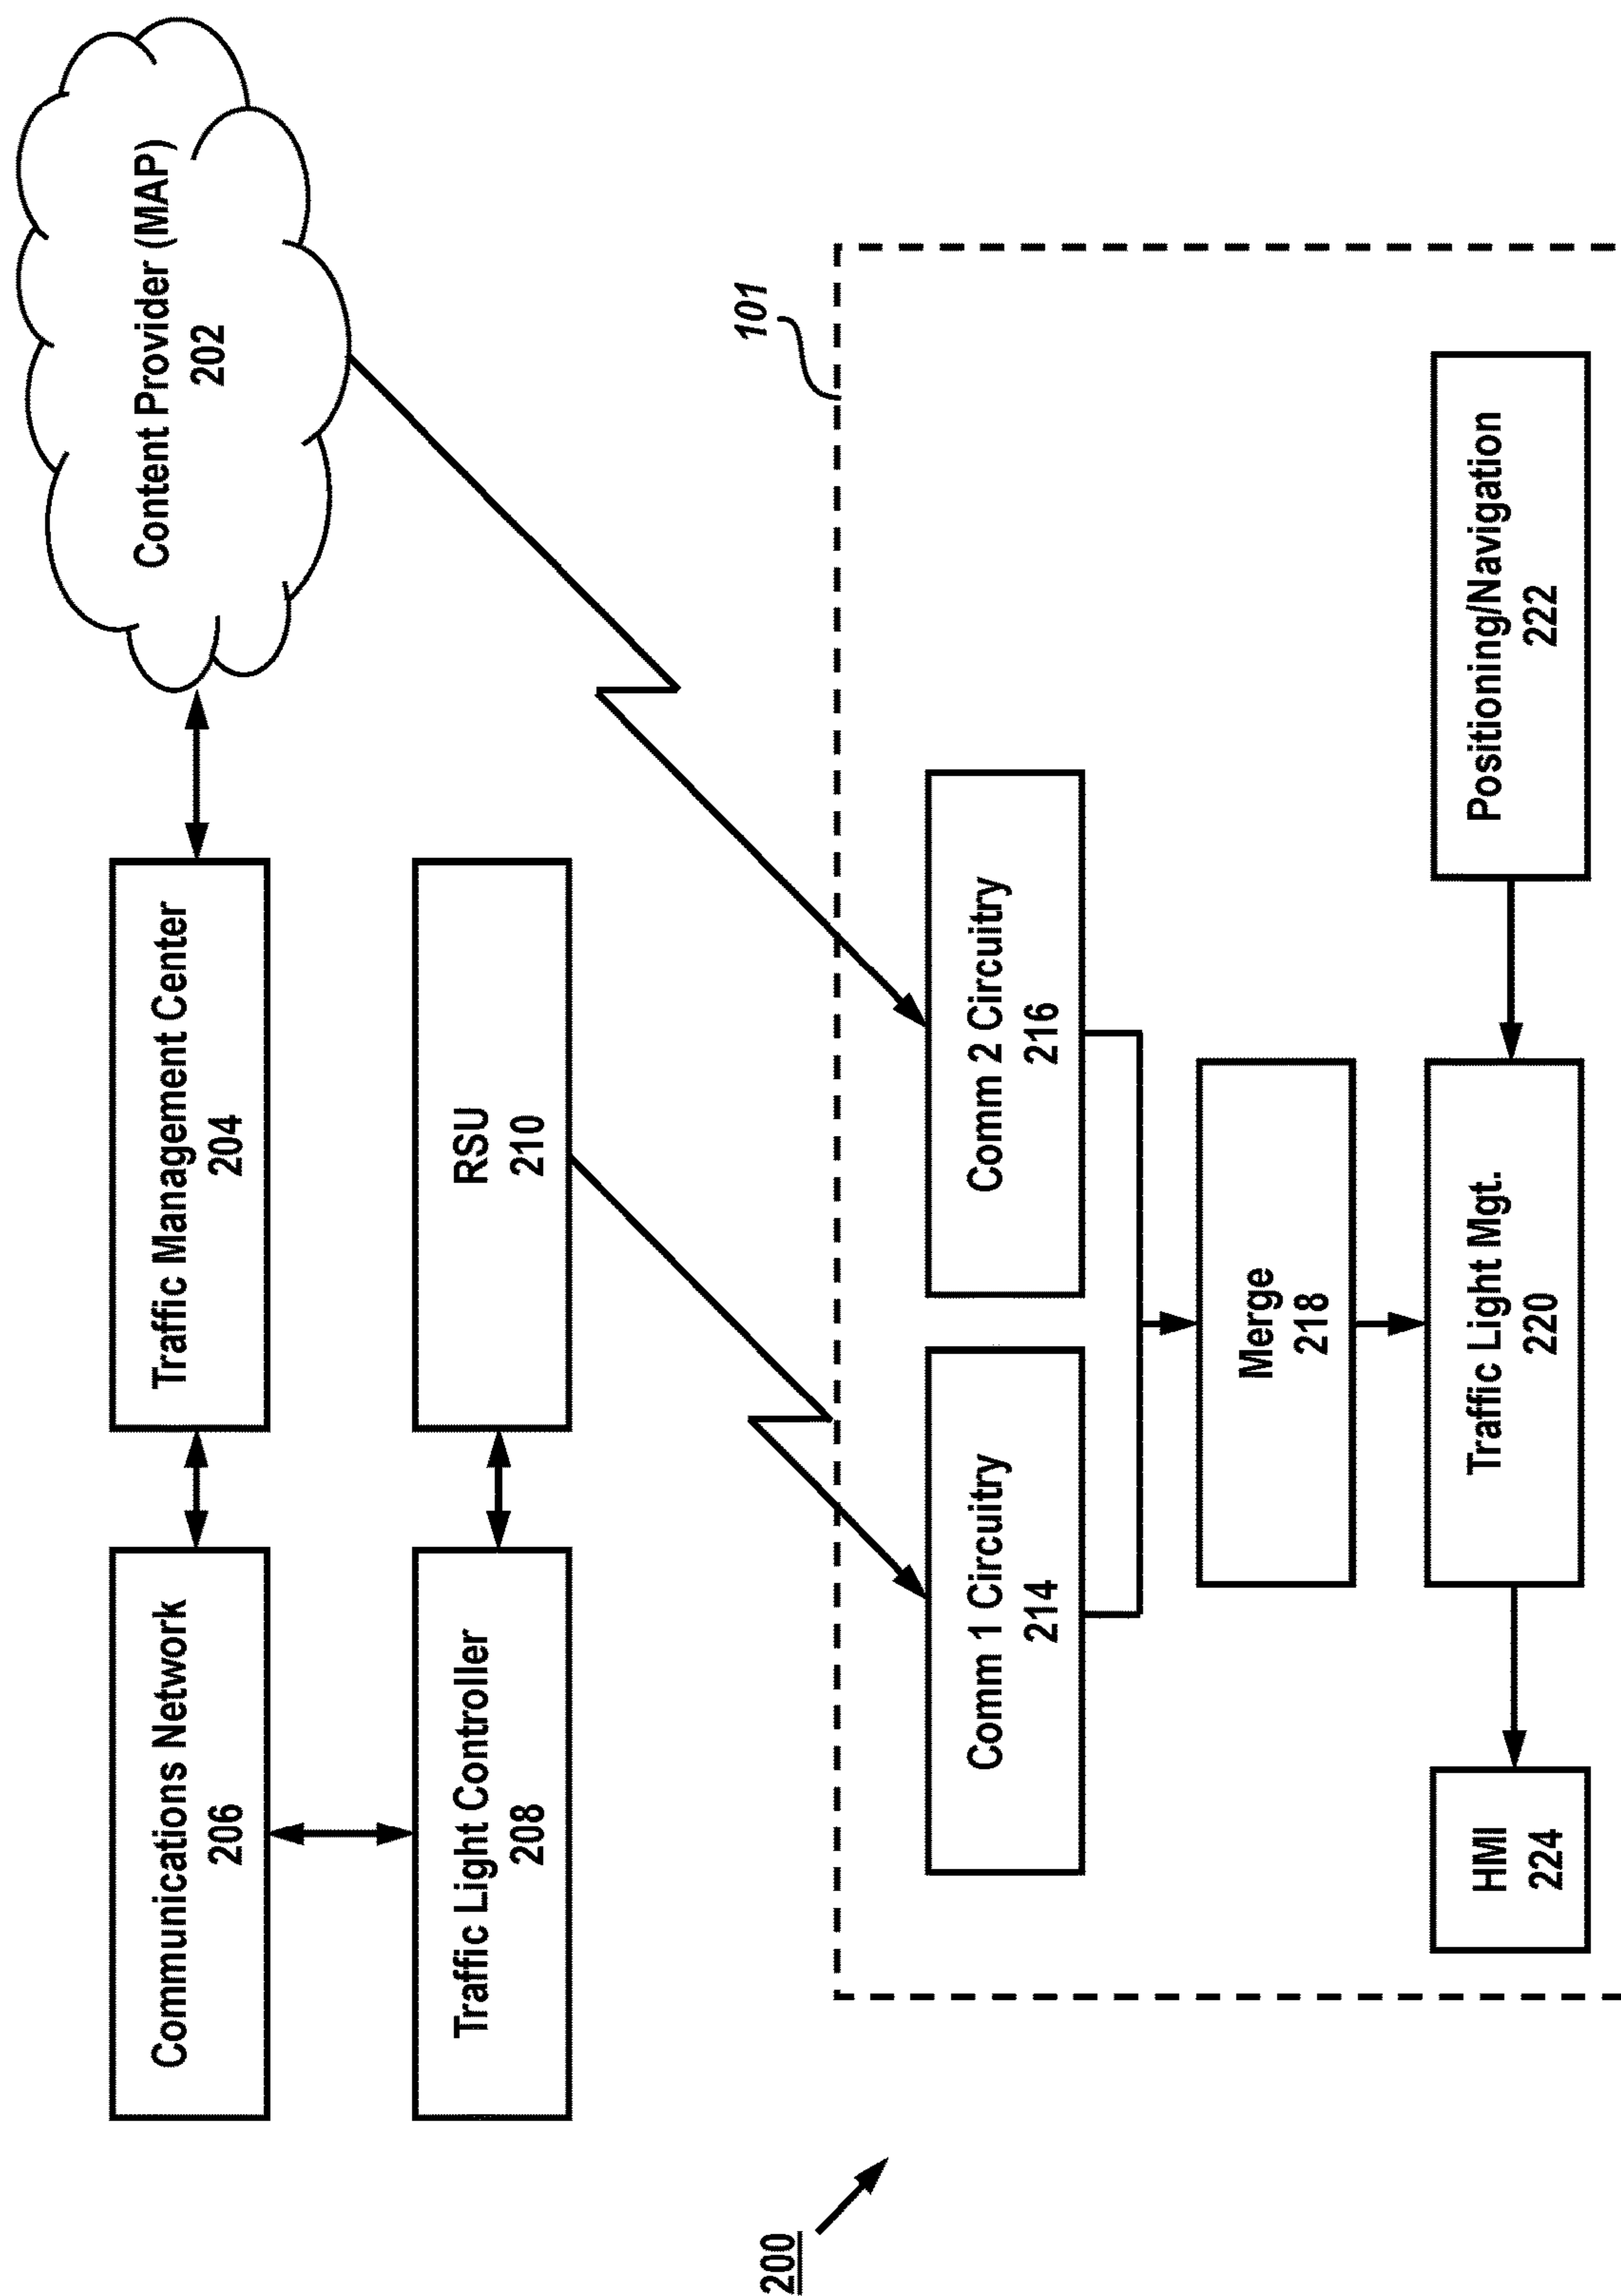 200
Communications Network
206
Traffic Management Center
204
Content Provider (MAP)
202
Traffic Light Controller
208
RSU
210
101
Comm 1 Circuitry
214
Comm 2 Circuitry
216
Merge
218
HMI
224
Traffic Light Mgt.
220
Positioning/Navigation
222